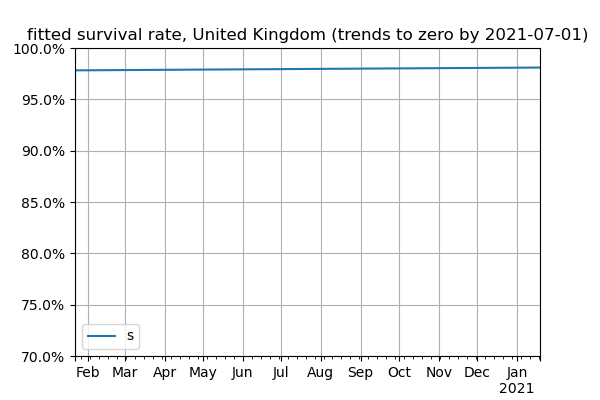 fitted survival rate, United Kingdom (trends to zero by 2021-07-01)
100.0%
95.0%
90.0%
85.0%
80.0%
75.0%
70.0%
s
Feb Mar Apr May Jun Jul Aug Sep Oct Nov Dec Jan
2021